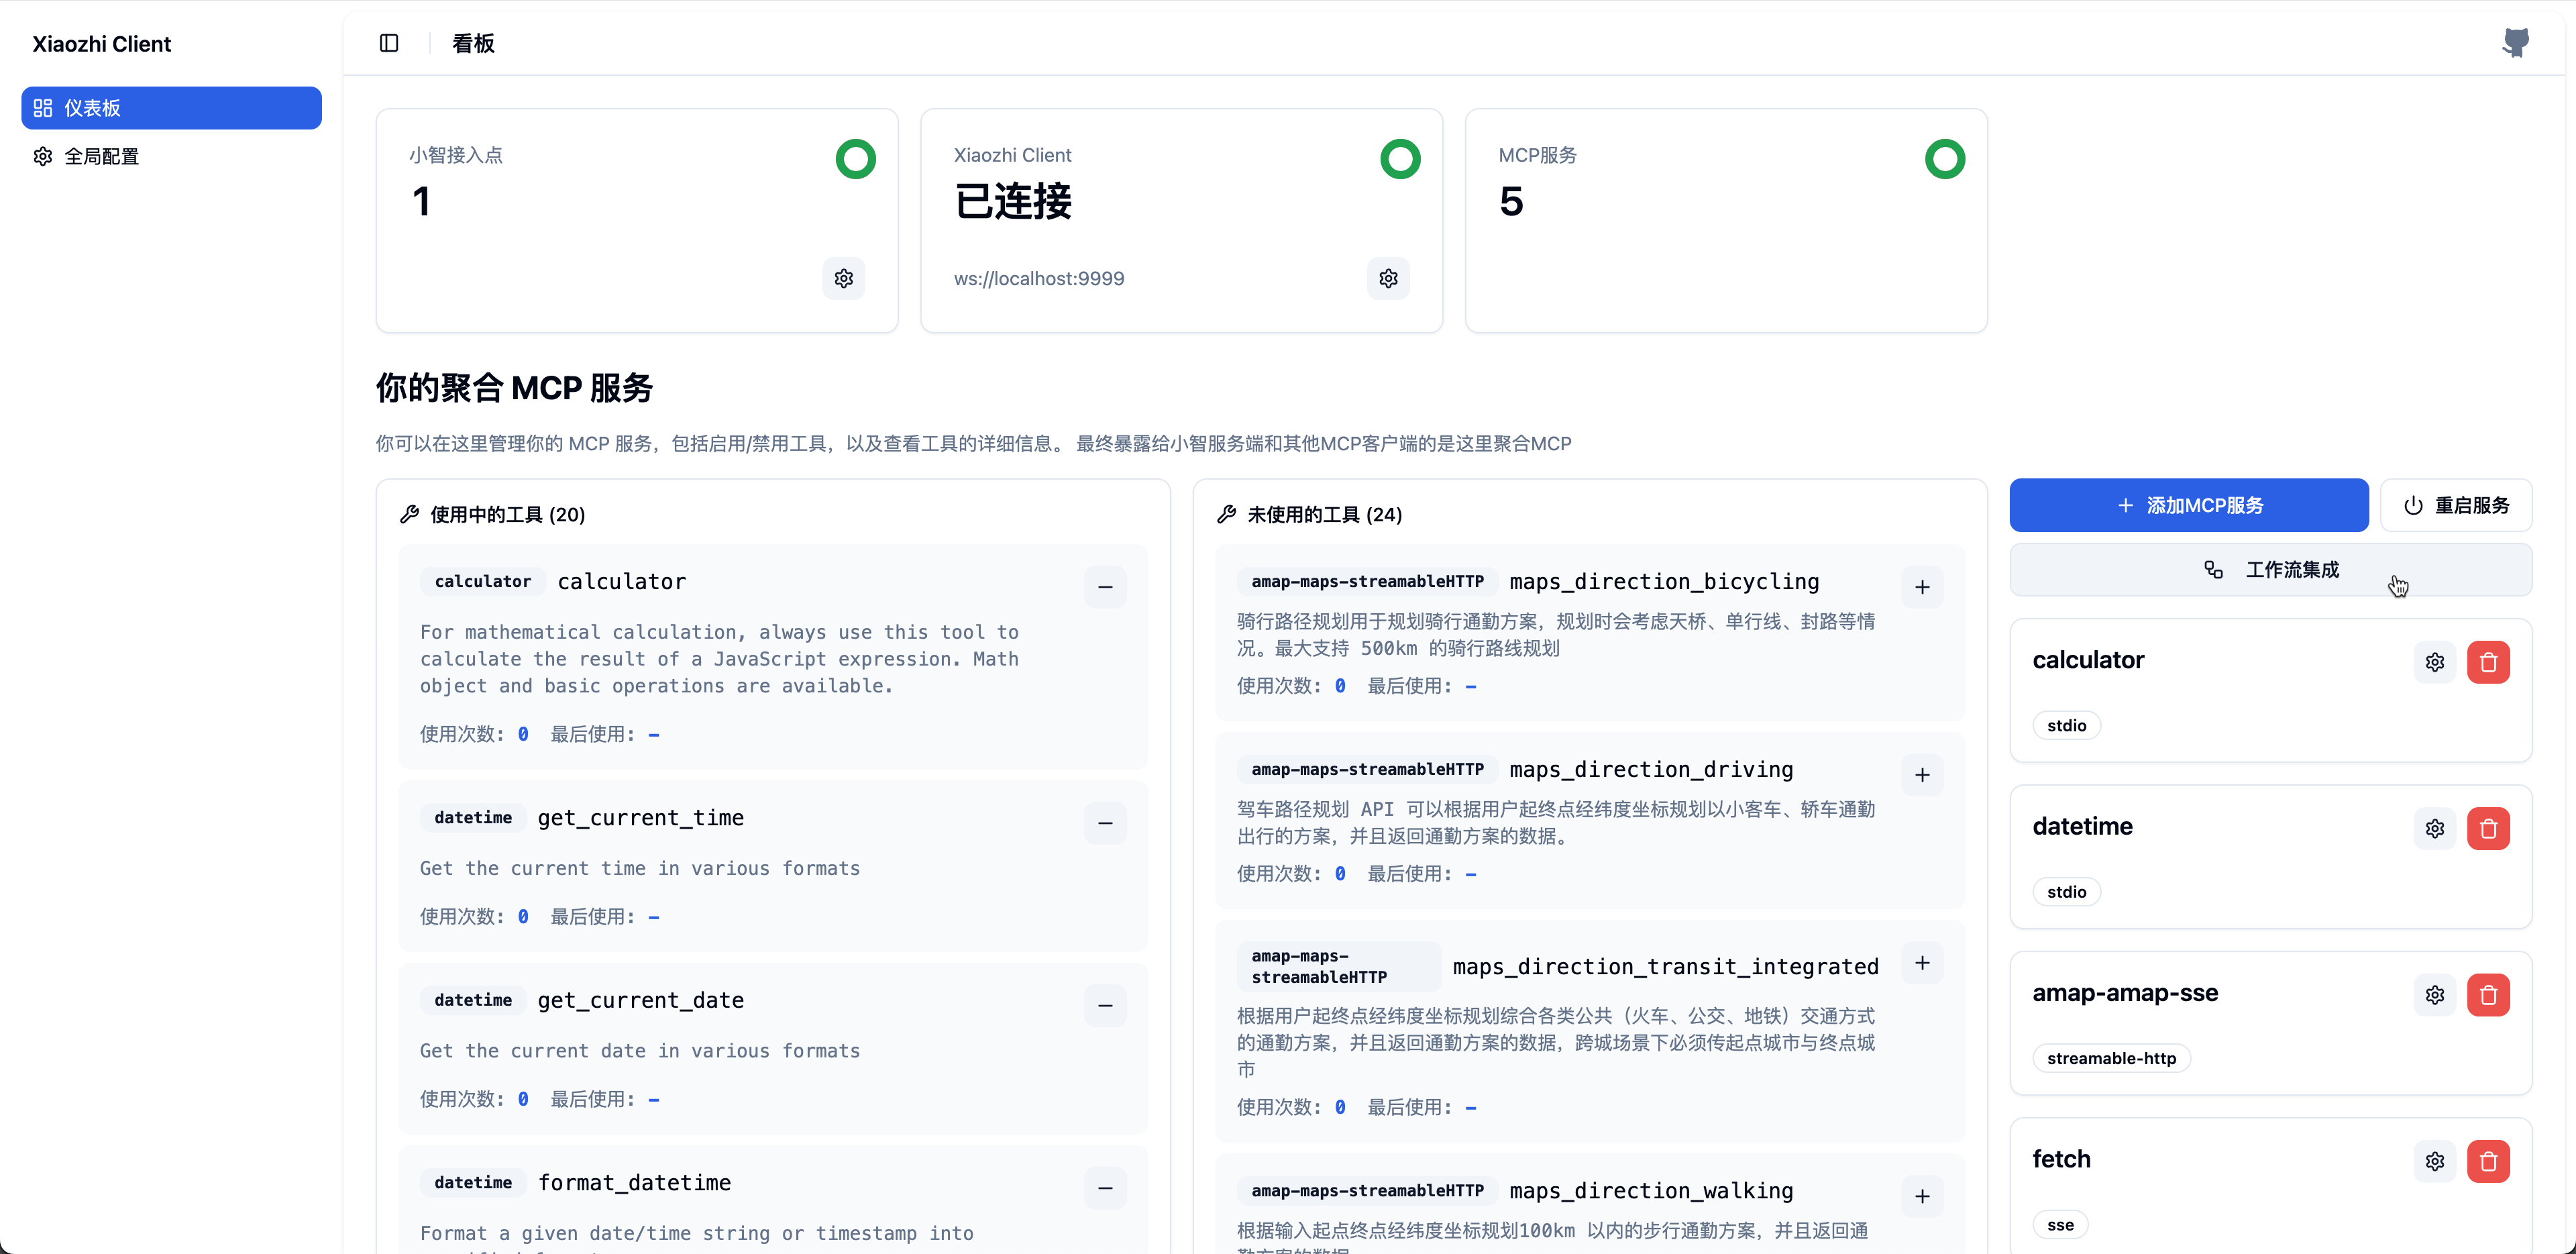 Xiaozhi Client
仪表板
全局配置
看板
小智接入点
1
Xiaozhi Client
已连接
ws://localhost:9999
MCP服务
5
你的聚合 MCP 服务
你可以在这里管理你的 MCP 服务，包括启用/禁用工具，以及查看工具的详细信息。 最终暴露给小智服务端和其他MCP客户端的是这里聚合MCP
使用中的工具 (20)
calculator calculator
For mathematical calculation, always use this tool to
calculate the result of a JavaScript expression. Math
object and basic operations are available.
使用次数: 0 最后使用: -
datetime get_current_time
Get the current time in various formats
使用次数: 0 最后使用: -
datetime get_current_date
Get the current date in various formats
使用次数: 0 最后使用: -
datetime format_datetime
Format a given date/time string or timestamp into
未使用的工具 (24)
amap-maps-streamableHTTP maps_direction_bicycling
骑行路径规划用于规划骑行通勤方案，规划时会考虑天桥、单行线、封路等情
况。最大支持 500km 的骑行路线规划
使用次数: 0 最后使用: -
amap-maps-streamableHTTP maps_direction_driving
驾车路径规划 API 可以根据用户起终点经纬度坐标规划以小客车、轿车通勤
出行的方案，并且返回通勤方案的数据。
使用次数: 0 最后使用: -
amap-maps-
streamableHTTP maps_direction_transit_integrated
根据用户起终点经纬度坐标规划综合各类公共（火车、公交、地铁）交通方式
的通勤方案，并且返回通勤方案的数据，跨城场景下必须传起点城市与终点城
市
使用次数: 0 最后使用: -
amap-maps-streamableHTTP maps_direction_walking
根据输入起点终点经纬度坐标规划100km 以内的步行通勤方案，并且返回通
添加MCP服务
重启服务
工作流集成
calculator
stdio
datetime
stdio
amap-amap-sse
streamable-http
fetch
sse